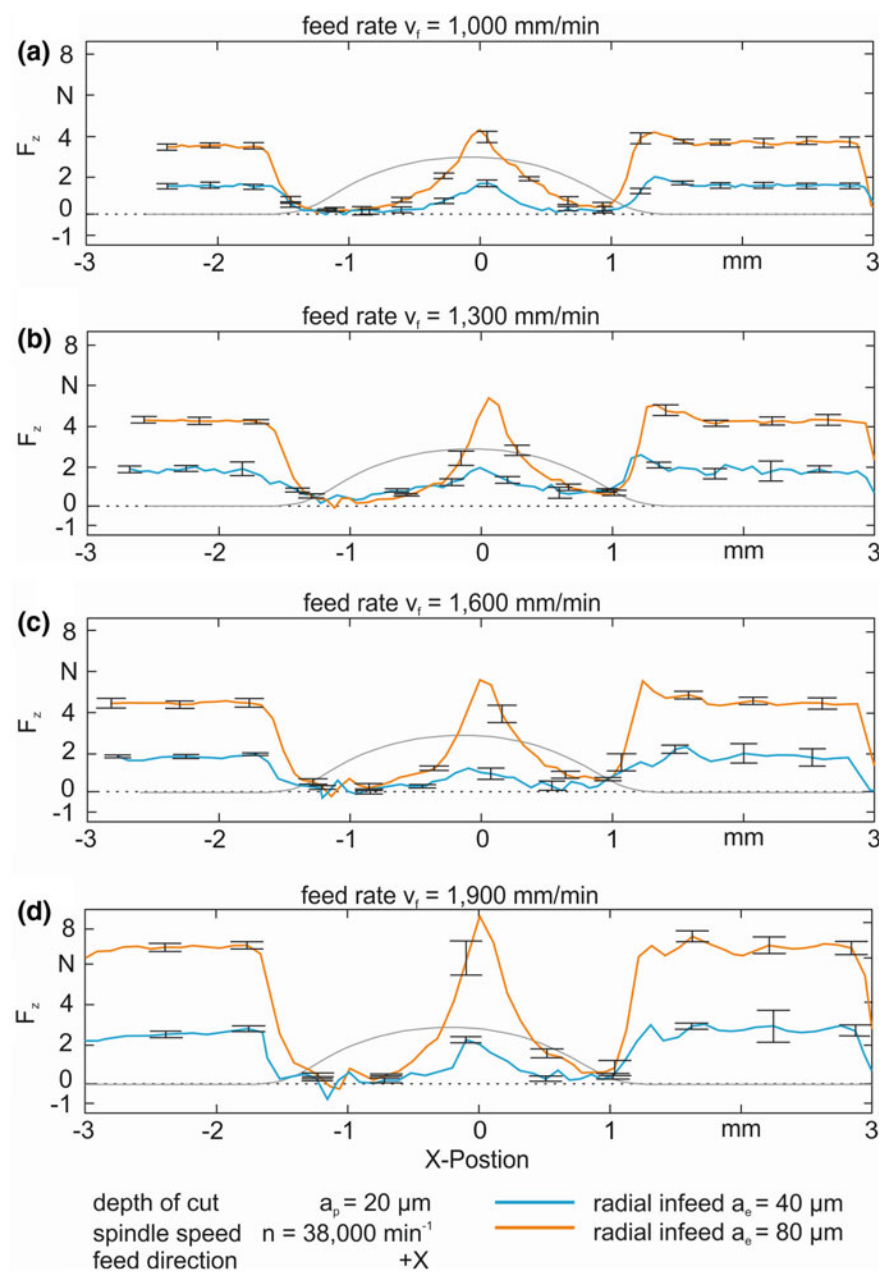 feed rate v_f = 1,000 mm/min
(a)
8
N
F_z
4
2
0
-1
-3 -2 -1 0 1 mm 3
feed rate v_f = 1,300 mm/min
(b)
8
N
F_z
4
2
0
-1
-3 -2 -1 0 1 mm 3
feed rate v_f = 1,600 mm/min
(c)
8
N
F_z
4
2
0
-1
-3 -2 -1 0 1 mm 3
feed rate v_f = 1,900 mm/min
(d)
8
N
F_z
4
2
0
-1
-3 -2 -1 0 1 mm 3
X-Postion
depth of cut a_p = 20 µm radial infeed a_e = 40 µm
spindle speed n = 38,000 min⁻¹ radial infeed a_e = 80 µm
feed direction +X